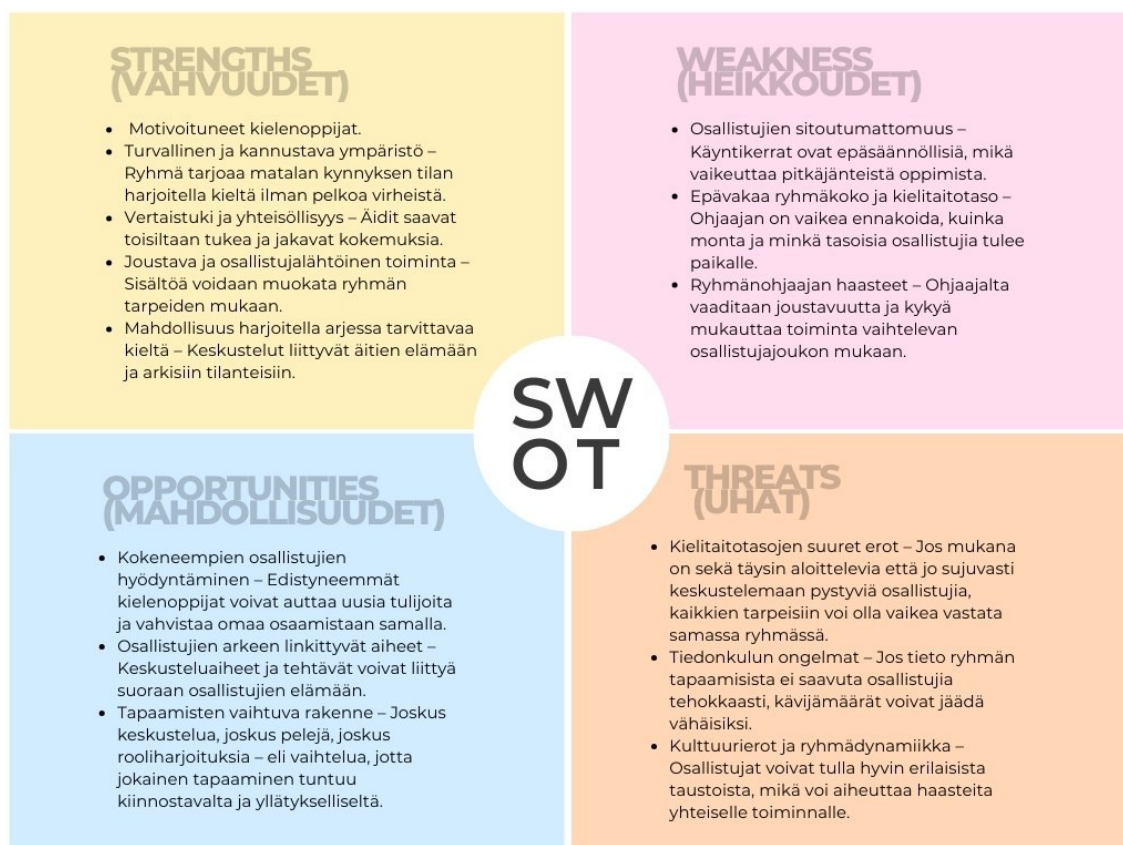 STRENGTHS
(VAHVUUDET)
• Motivoituneet kielenoppijat.
• Turvallinen ja kannustava ympäristö –
Ryhmä tarjoaa matalan kynnyksen tilan
harjoitella kieltä ilman pelkoa virheistä.
• Vertaistuki ja yhteisöllisyys – Äidit saavat
toisiltaan tukea ja jakavat kokemuksia.
• Joustava ja osallistujalähtöinen toiminta –
Sisältöä voidaan muokata ryhmän
tarpeiden mukaan.
• Mahdollisuus harjoitella arjessa tarvittavaa
kieltä – Keskustelut liittyvät äitien elämään
ja arkisiin tilanteisiin.
WEAKNESS
(HEIKKOUDET)
• Osallistujien sitoutumattomuus –
Käyntikerrat ovat epäsäännöllisiä, mikä
vaikeuttaa pitkäjänteistä oppimista.
• Epävakaa ryhmäkoko ja kielitaitotaso –
Ohjaajan on vaikea ennakoida, kuinka
monta ja minkä tasoisia osallistujia tulee
paikalle.
• Ryhmänohjaajan haasteet – Ohjaajalta
vaaditaan joustavuutta ja kykyä
mukauttaa toiminta vaihtelevan
osallistujajoukon mukaan.
SW
OT
OPPORTUNITIES
(MAHDOLLISUUDET)
• Kokeneempien osallistujien
hyödyntäminen – Edistyneemmät
kielenoppijat voivat auttaa uusia tulijoita
ja vahvistaa omaa osaamistaan samalla.
• Osallistujien arkeen linkittyvät aiheet –
Keskusteluaiheet ja tehtävät voivat liittyä
suoraan osallistujien elämään.
• Tapaamisten vaihtuva rakenne – Joskus
keskustelua, joskus pelejä, joskus
rooliharjoituksia – eli vaihtelua, jotta
jokainen tapaaminen tuntuu
kiinnostavalta ja yllätykselliseltä.
THREATS
(UHAT)
• Kielitaitotasojen suuret erot – Jos mukana
on sekä täysin aloittelevia että jo sujuvasti
keskustelemaan pystyviä osallistujia,
kaikkien tarpeisiin voi olla vaikea vastata
samassa ryhmässä.
• Tiedonkulun ongelmat – Jos tieto ryhmän
tapaamisista ei saavuta osallistujia
tehokkaasti, kävijämäärät voivat jäädä
vähäisiksi.
• Kulttuurierot ja ryhmädynamiikka –
Osallistujat voivat tulla hyvin erilaisista
taustoista, mikä voi aiheuttaa haasteita
yhteiselle toiminnalle.